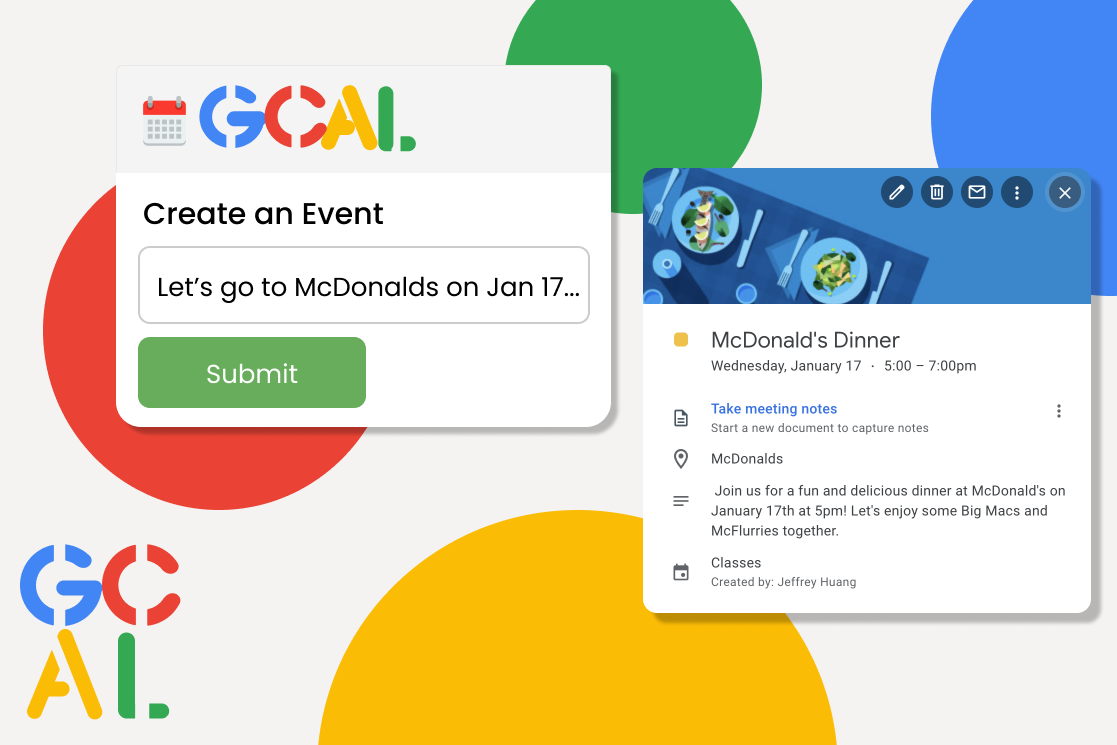 GCAL
Create an Event
Let’s go to McDonalds on Jan 17...
Submit
McDonald's Dinner
Wednesday, January 17 · 5:00 – 7:00pm
Take meeting notes
Start a new document to capture notes
McDonalds
Join us for a fun and delicious dinner at McDonald's on
January 17th at 5pm! Let's enjoy some Big Macs and
McFlurries together.
Classes
Created by: Jeffrey Huang
GC
AL